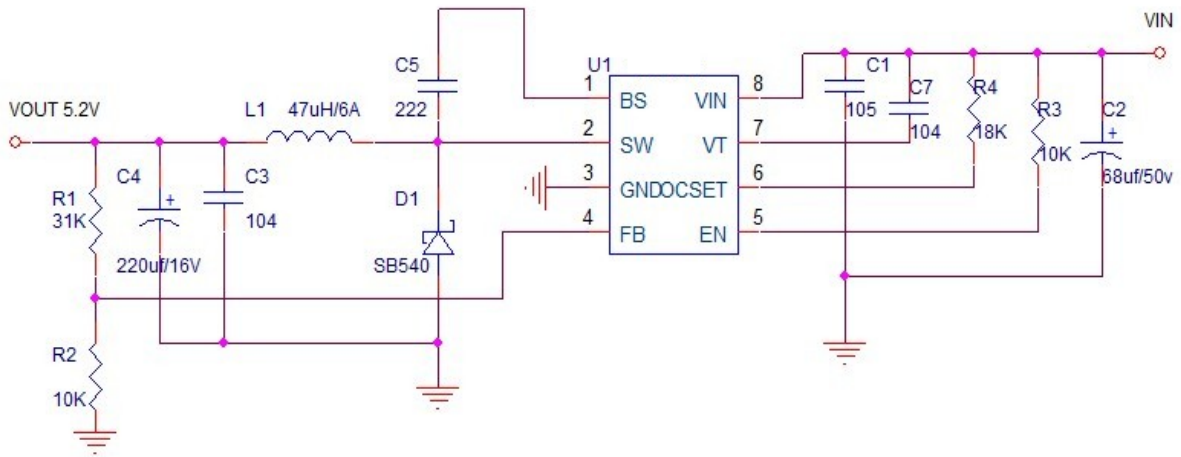 VIN
C5
222
U1
1
BS
VIN
8
C1
105
C7
104
R4
18K
R3
10K
C2
+
68uf/50v
VOUT 5.2V
L1
47uH/6A
2
SW
VT
7
3
GND
OCSET
6
4
FB
EN
5
R1
31K
C4
+
220uf/16V
C3
104
D1
SB540
R2
10K